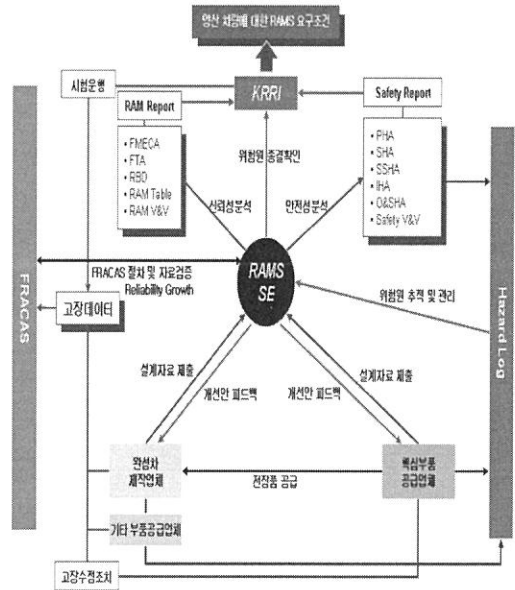 양산 차량에 대한 RAMS 요구조건
시험운행
KRRI
RAM Report
Safety Report
• FMECA
• FTA
• RBD
• RAM Table
• RAM V&V
위험원 종결확인
• PHA
• SHA
• SSHA
• IHA
• O&SHA
• Safety V&V
신뢰성분석
안전성분석
FRACAS
FRACAS 절차 및 자료검증
Reliability Growth
RAMS
SE
고장데이터
위험원 추적 및 관리
Hazard Log
설계자료 제출
개선안 피드백
개선안 피드백
설계자료 제출
완성차
제작업체
전장품 공급
핵심부품
공급업체
기타 부품공급업체
고장수정조치